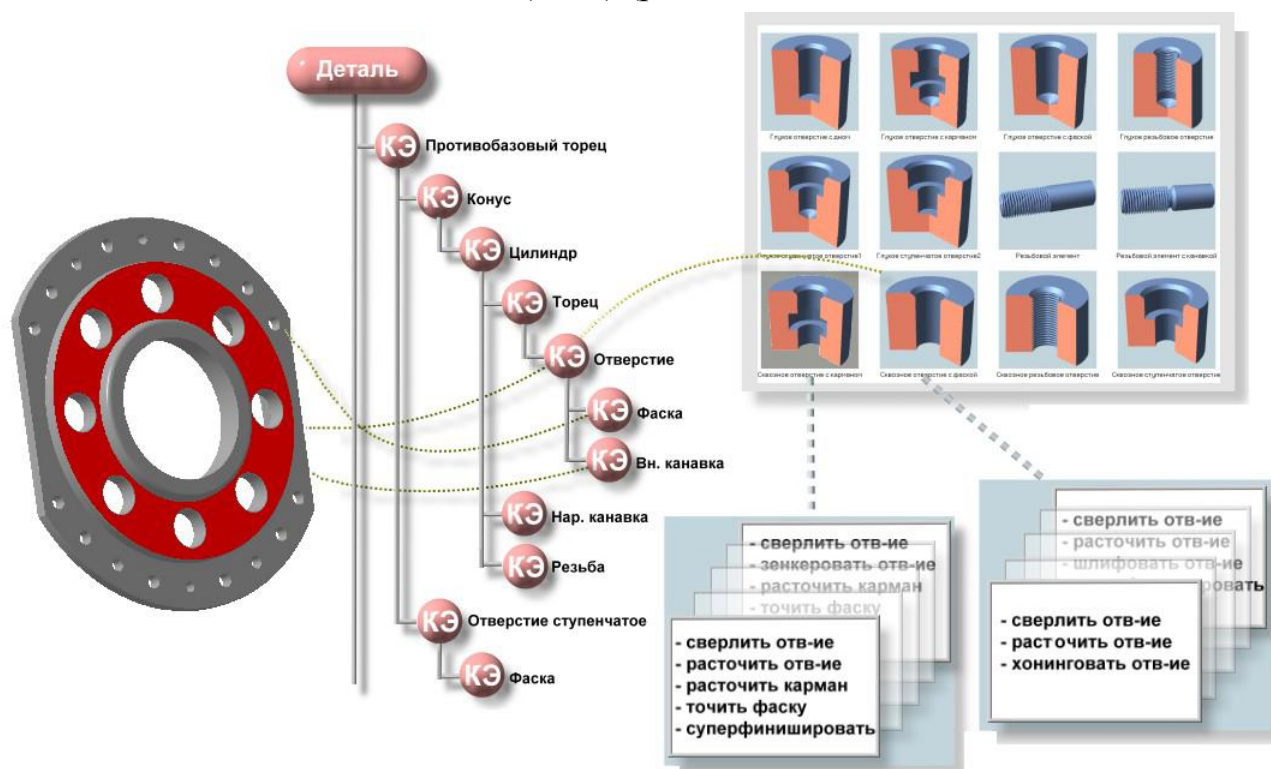 Деталь
КЭ Противобазовый торец
КЭ Конус
КЭ Цилиндр
КЭ Торец
КЭ Отверстие
КЭ Фаска
КЭ Вн. канавка
КЭ Нар. канавка
КЭ Резьба
КЭ Отверстие ступенчатое
КЭ Фаска
Глухое отверстие с дном
Глухое отверстие с карманом
Глухое отверстие с фаской
Глухое резьбовое отверстие
Глухое ступенчатое отверстие1
Глухое ступенчатое отверстие2
Резьбовой элемент
Резьбовой элемент с канавкой
Сквозное отверстие с карманом
Сквозное отверстие с фаской
Сквозное резьбовое отверстие
Сквозное ступенчатое отверстие
- сверлить отв-ие
- зенкеровать отв-ие
- расточить карман
- точить фаску
- сверлить отв-ие
- расточить отв-ие
- расточить карман
- точить фаску
- суперфинишировать
- сверлить отв-ие
- расточить отв-ие
- шлифовать отв-ие
- сверлить отв-ие
- расточить отв-ие
- хонинговать отв-ие